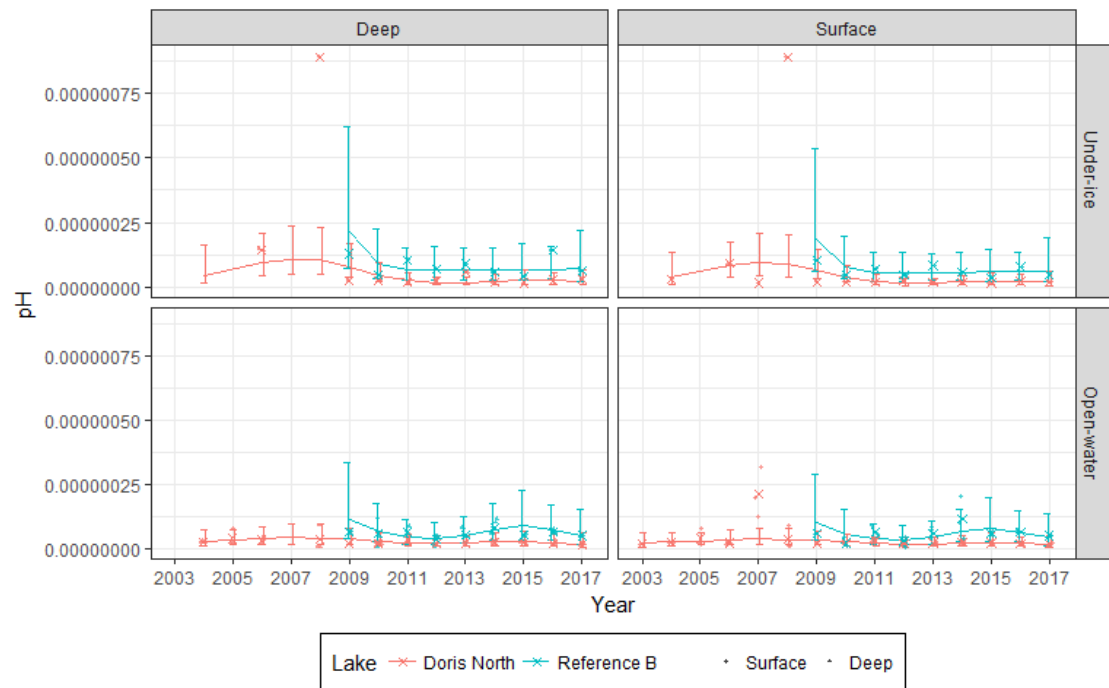 Deep Surface
0.00000075
0.00000050
0.00000025
0.00000000
Under-ice
pH
0.00000075
0.00000050
0.00000025
0.00000000
Open-water
2003 2005 2007 2009 2011 2013 2015 2017 2003 2005 2007 2009 2011 2013 2015 2017
Year
Lake Doris North Reference B Surface Deep